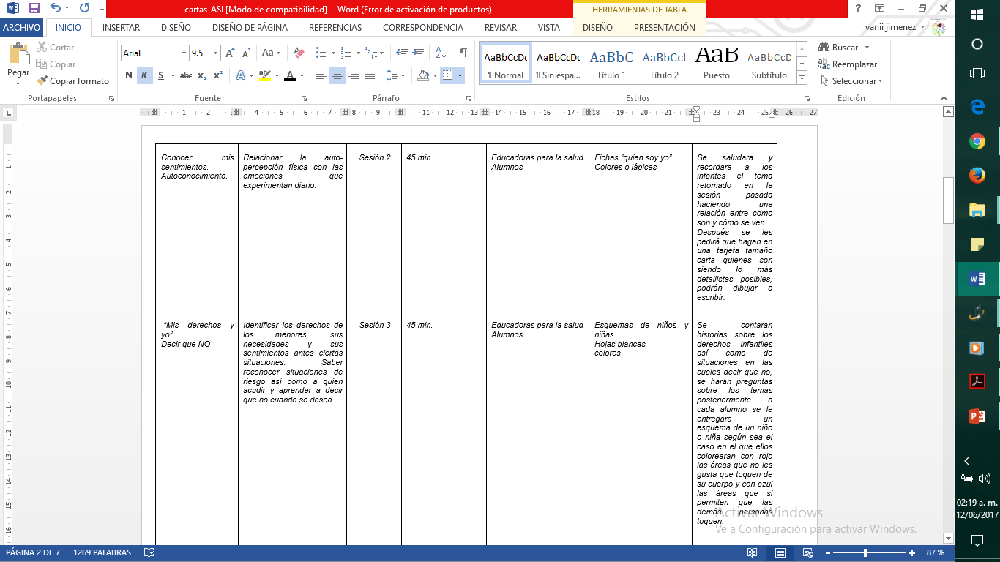 cartas-ASI [Modo de compatibilidad] - Word (Error de activación de productos)
HERRAMIENTAS DE TABLA
?
ARCHIVO INICIO INSERTAR DISEÑO DISEÑO DE PÁGINA REFERENCIAS CORRESPONDENCIA REVISAR VISTA DISEÑO PRESENTACIÓN
vanii jimenez
Pegar
Cortar
Copiar
Copiar formato
Portapapeles
Arial 9.5
N K S abc x₂ x²
Fuente
Párrafo
AaBbCcDc AaBbCcDc AaBbC AaBbCcl AaB AaBbCcD
¶ Normal ¶ Sin espa... Título 1 Título 2 Puesto Subtítulo
Estilos
Buscar
Reemplazar
Seleccionar
Edición
Conocer mis
sentimientos.
Autoconocimiento.
Relacionar la auto-
percepción física con las
emociones que
experimentan diario.
Sesión 2
45 min.
Educadoras para la salud
Alumnos
Fichas “quien soy yo”
Colores o lápices
Se saludara y
recordara a los
infantes el tema
retomado en la
sesión pasada
haciendo una
relación entre como
son y cómo se ven.
Después se les
pedirá que hagan en
una tarjeta tamaño
carta quienes son
siendo lo más
detallistas posibles,
podrán dibujar o
escribir.
“Mis derechos y
yo”
Decir que NO
Identificar los derechos de
los menores, sus
necesidades y sus
sentimientos antes ciertas
situaciones. Saber
reconocer situaciones de
riesgo así como a quien
acudir y aprender a decir
que no cuando se desea.
Sesión 3
45 min.
Educadoras para la salud
Alumnos
Esquemas de niños y
niñas
Hojas blancas
colores
Se contaran
historias sobre los
derechos infantiles
así como de
situaciones en las
cuales decir que no,
se harán preguntas
sobre los temas
posteriormente a
cada alumno se le
entregara un
esquema de un niño
o niña según sea el
caso en el que ellos
colorearan con rojo
las áreas que no les
gusta que toquen de
su cuerpo y con azul
las áreas que si
permiten que las
demás personas
toquen.
Activar Windows
Ve a Configuración para activar Windows.
PÁGINA 2 DE 7 1269 PALABRAS
87 %
02:19 a. m.
12/06/2017